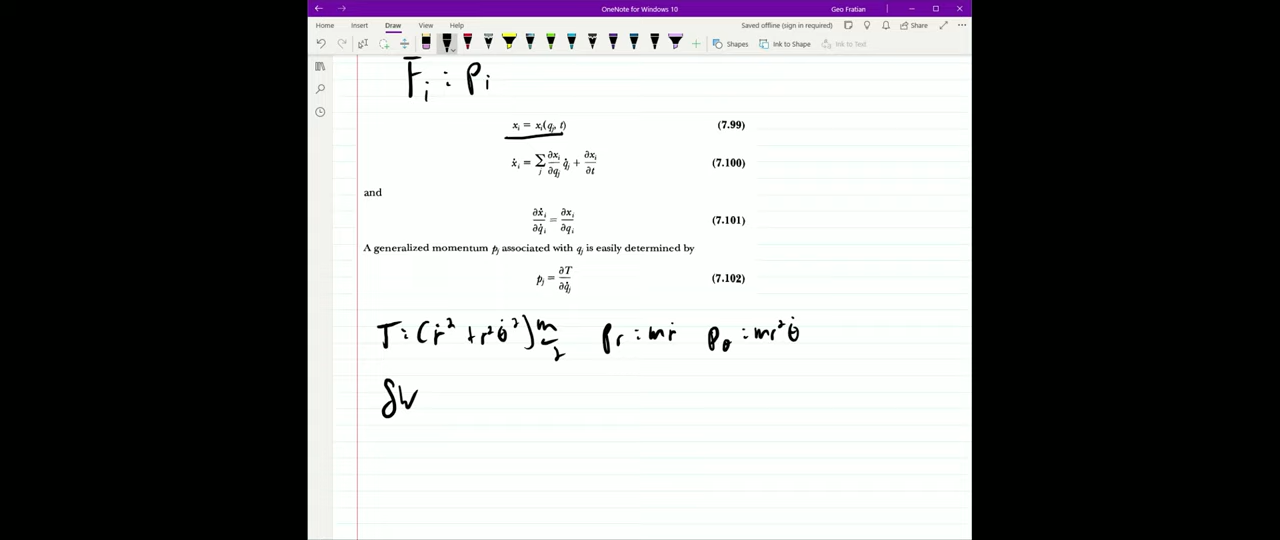 OneNote for Windows 10
Geo Fratian
Home Insert Draw View Help
Saved offline (sign in required) Share
Shapes Ink to Shape Ink to Text
F_i = p_i
x_i = x_i(q_j, t) (7.99)
ẋ_i = ∑_j ∂x_i/∂q_j q̇_j + ∂x_i/∂t (7.100)
and
∂ẋ_i/∂q̇_i = ∂x_i/∂q_i (7.101)
A generalized momentum p_j associated with q_j is easily determined by
p_j = ∂T/∂q̇_j (7.102)
T = (ṙ² + r²θ̇²) m/2 p_r = mṙ p_θ = mr²θ̇
δW